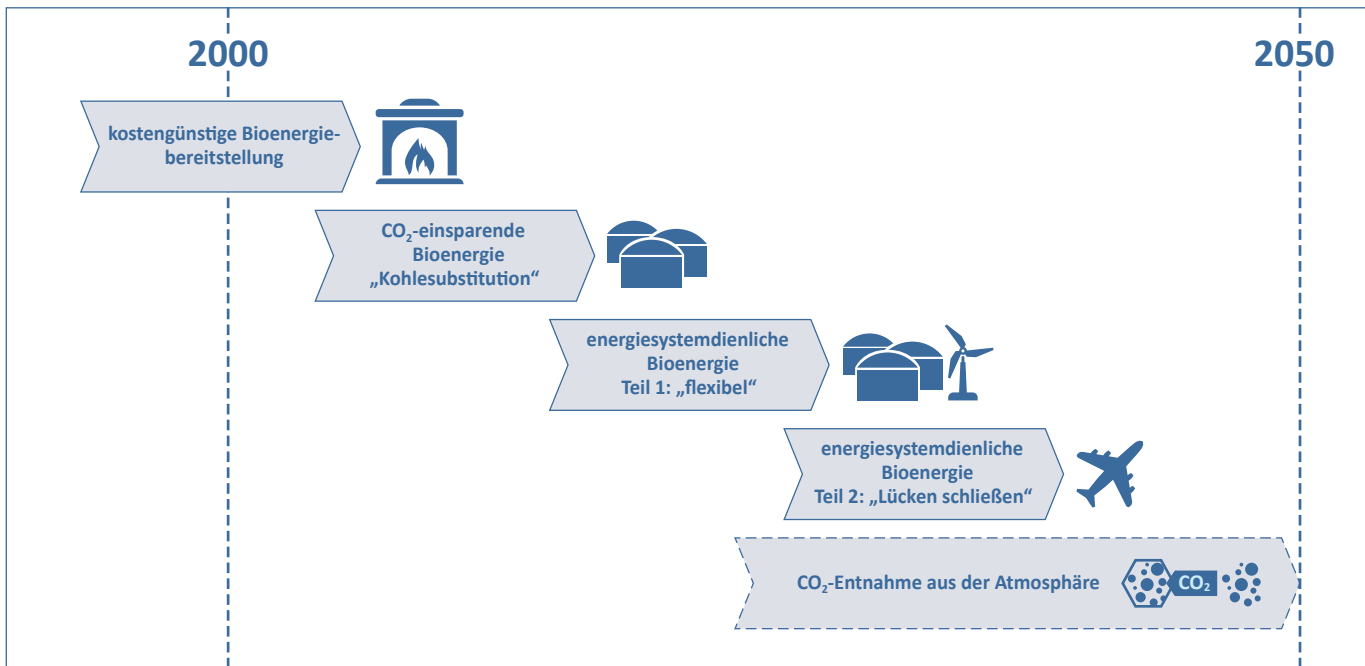 2000
2050
kostengünstige Bioenergie-
bereitstellung
CO₂-einsparende
Bioenergie
„Kohlesubstitution“
energiesystemdienliche
Bioenergie
Teil 1: „flexibel“
energiesystemdienliche
Bioenergie
Teil 2: „Lücken schließen“
CO₂-Entnahme aus der Atmosphäre
CO₂